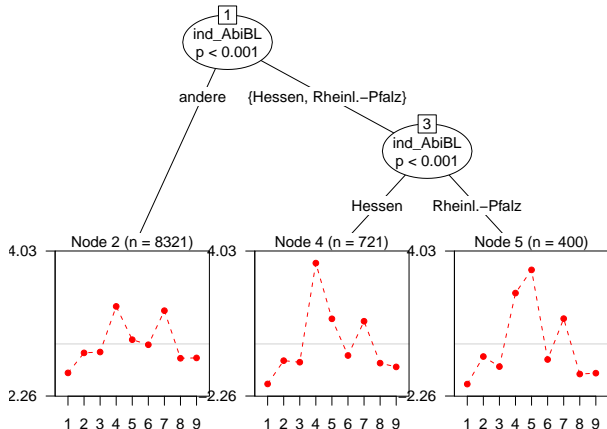 1
ind_AbiBL
p < 0.001
andere
{Hessen, Rheinl.−Pfalz}
3
ind_AbiBL
p < 0.001
Hessen
Rheinl.−Pfalz
Node 2 (n = 8321)
4.03
2.26
1 2 3 4 5 6 7 8 9
Node 4 (n = 721)
4.03
−2.26
1 2 3 4 5 6 7 8 9
Node 5 (n = 400)
4.03
−2.26
1 2 3 4 5 6 7 8 9